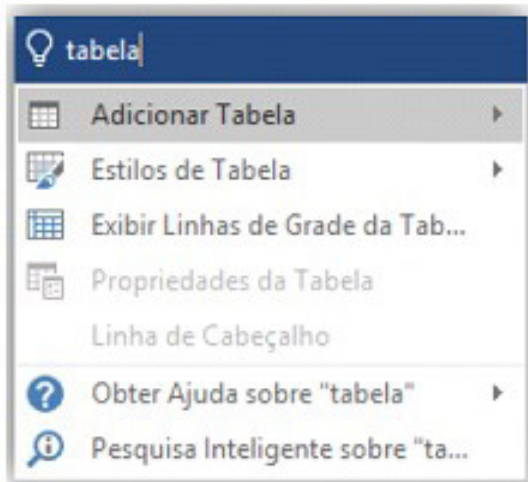 tabela
Adicionar Tabela
Estilos de Tabela
Exibir Linhas de Grade da Tab...
Propriedades da Tabela
Linha de Cabeçalho
Obter Ajuda sobre "tabela"
Pesquisa Inteligente sobre "ta...